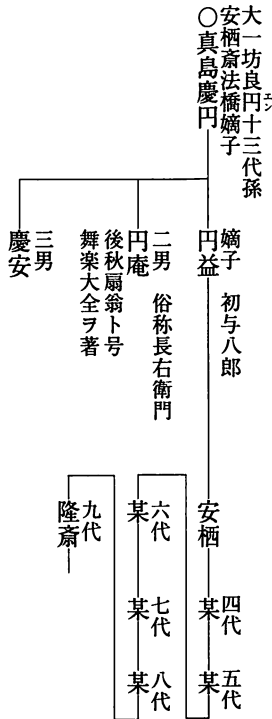 大一坊良円十三代孫
エン
安栖斎法橋嫡子
○真島慶円
嫡子 初与八郎
円益
二男 俗称長右衛門
円庵
後秋扇翁ト号
舞楽大全ヲ著
三男
慶安
安栖
四代
某
五代
某
六代
某
七代
某
八代
某
九代
隆斎